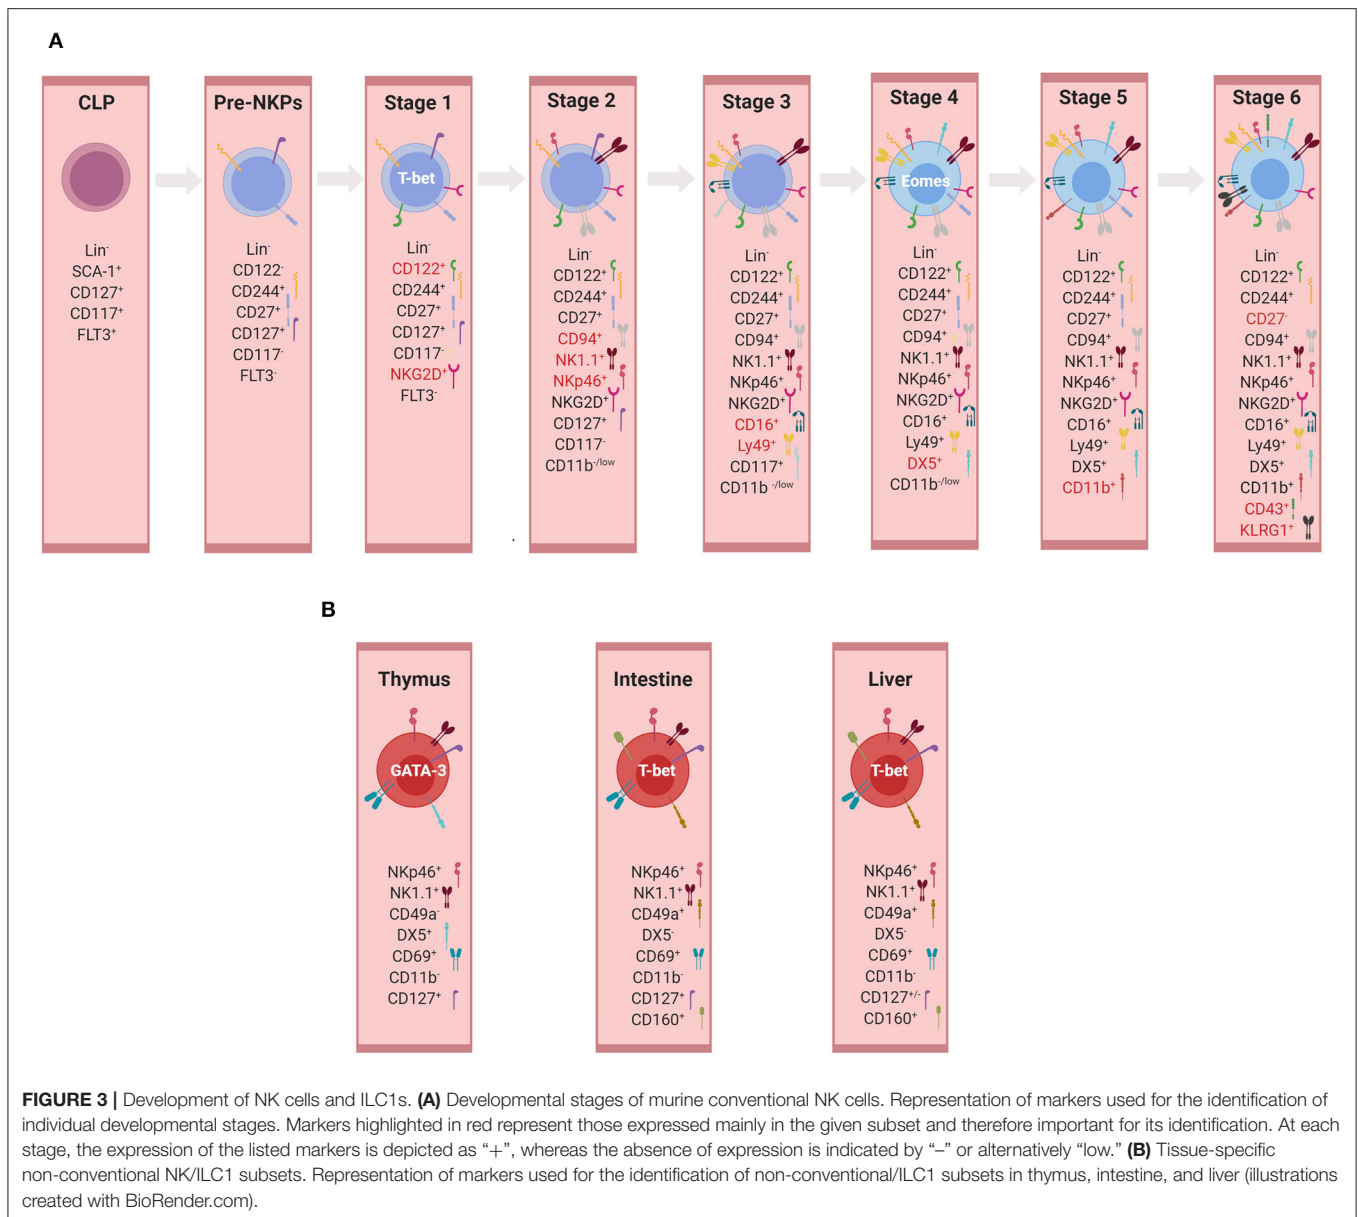 A
CLP
Lin⁻
SCA-1⁺
CD127⁺
CD117⁺
FLT3⁺
Pre-NKPs
Lin⁻
CD122⁻
CD244⁺
CD27⁺
CD127⁺
CD117⁻
FLT3⁻
Stage 1
T-bet
Lin⁻
CD122⁺
CD244⁺
CD27⁺
CD127⁺
CD117⁻
NKG2D⁺
FLT3⁻
Stage 2
Lin⁻
CD122⁺
CD244⁺
CD27⁺
CD94⁺
NK1.1⁺
NKp46⁺
NKG2D⁺
CD127⁺
CD117⁻
CD11b⁻/low
Stage 3
Lin⁻
CD122⁺
CD244⁺
CD27⁺
CD94⁺
NK1.1⁺
NKp46⁺
NKG2D⁺
CD16⁺
Ly49⁺
CD117⁺
CD11b ⁻/low
Stage 4
Eomes
Lin⁻
CD122⁺
CD244⁺
CD27⁺
CD94⁺
NK1.1⁺
NKp46⁺
NKG2D⁺
CD16⁺
Ly49⁺
DX5⁺
CD11b⁻/low
Stage 5
Lin⁻
CD122⁺
CD244⁺
CD27⁺
CD94⁺
NK1.1⁺
NKp46⁺
NKG2D⁺
CD16⁺
Ly49⁺
DX5⁺
CD11b⁺
Stage 6
Lin⁻
CD122⁺
CD244⁺
CD27⁻
CD94⁺
NK1.1⁺
NKp46⁺
NKG2D⁺
CD16⁺
Ly49⁺
DX5⁺
CD11b⁺
CD43⁺
KLRG1⁺
B
Thymus
GATA-3
NKp46⁺
NK1.1⁺
CD49a⁻
DX5⁺
CD69⁺
CD11b⁻
CD127⁺
Intestine
T-bet
NKp46⁺
NK1.1⁺
CD49a⁺
DX5⁻
CD69⁺
CD11b⁻
CD127⁺
CD160⁺
Liver
T-bet
NKp46⁺
NK1.1⁺
CD49a⁺
DX5⁻
CD69⁺
CD11b⁻
CD127⁺/⁻
CD160⁺
FIGURE 3 | Development of NK cells and ILC1s. (A) Developmental stages of murine conventional NK cells. Representation of markers used for the identification of
individual developmental stages. Markers highlighted in red represent those expressed mainly in the given subset and therefore important for its identification. At each
stage, the expression of the listed markers is depicted as “+”, whereas the absence of expression is indicated by “–” or alternatively “low.” (B) Tissue-specific
non-conventional NK/ILC1 subsets. Representation of markers used for the identification of non-conventional/ILC1 subsets in thymus, intestine, and liver (illustrations
created with BioRender.com).